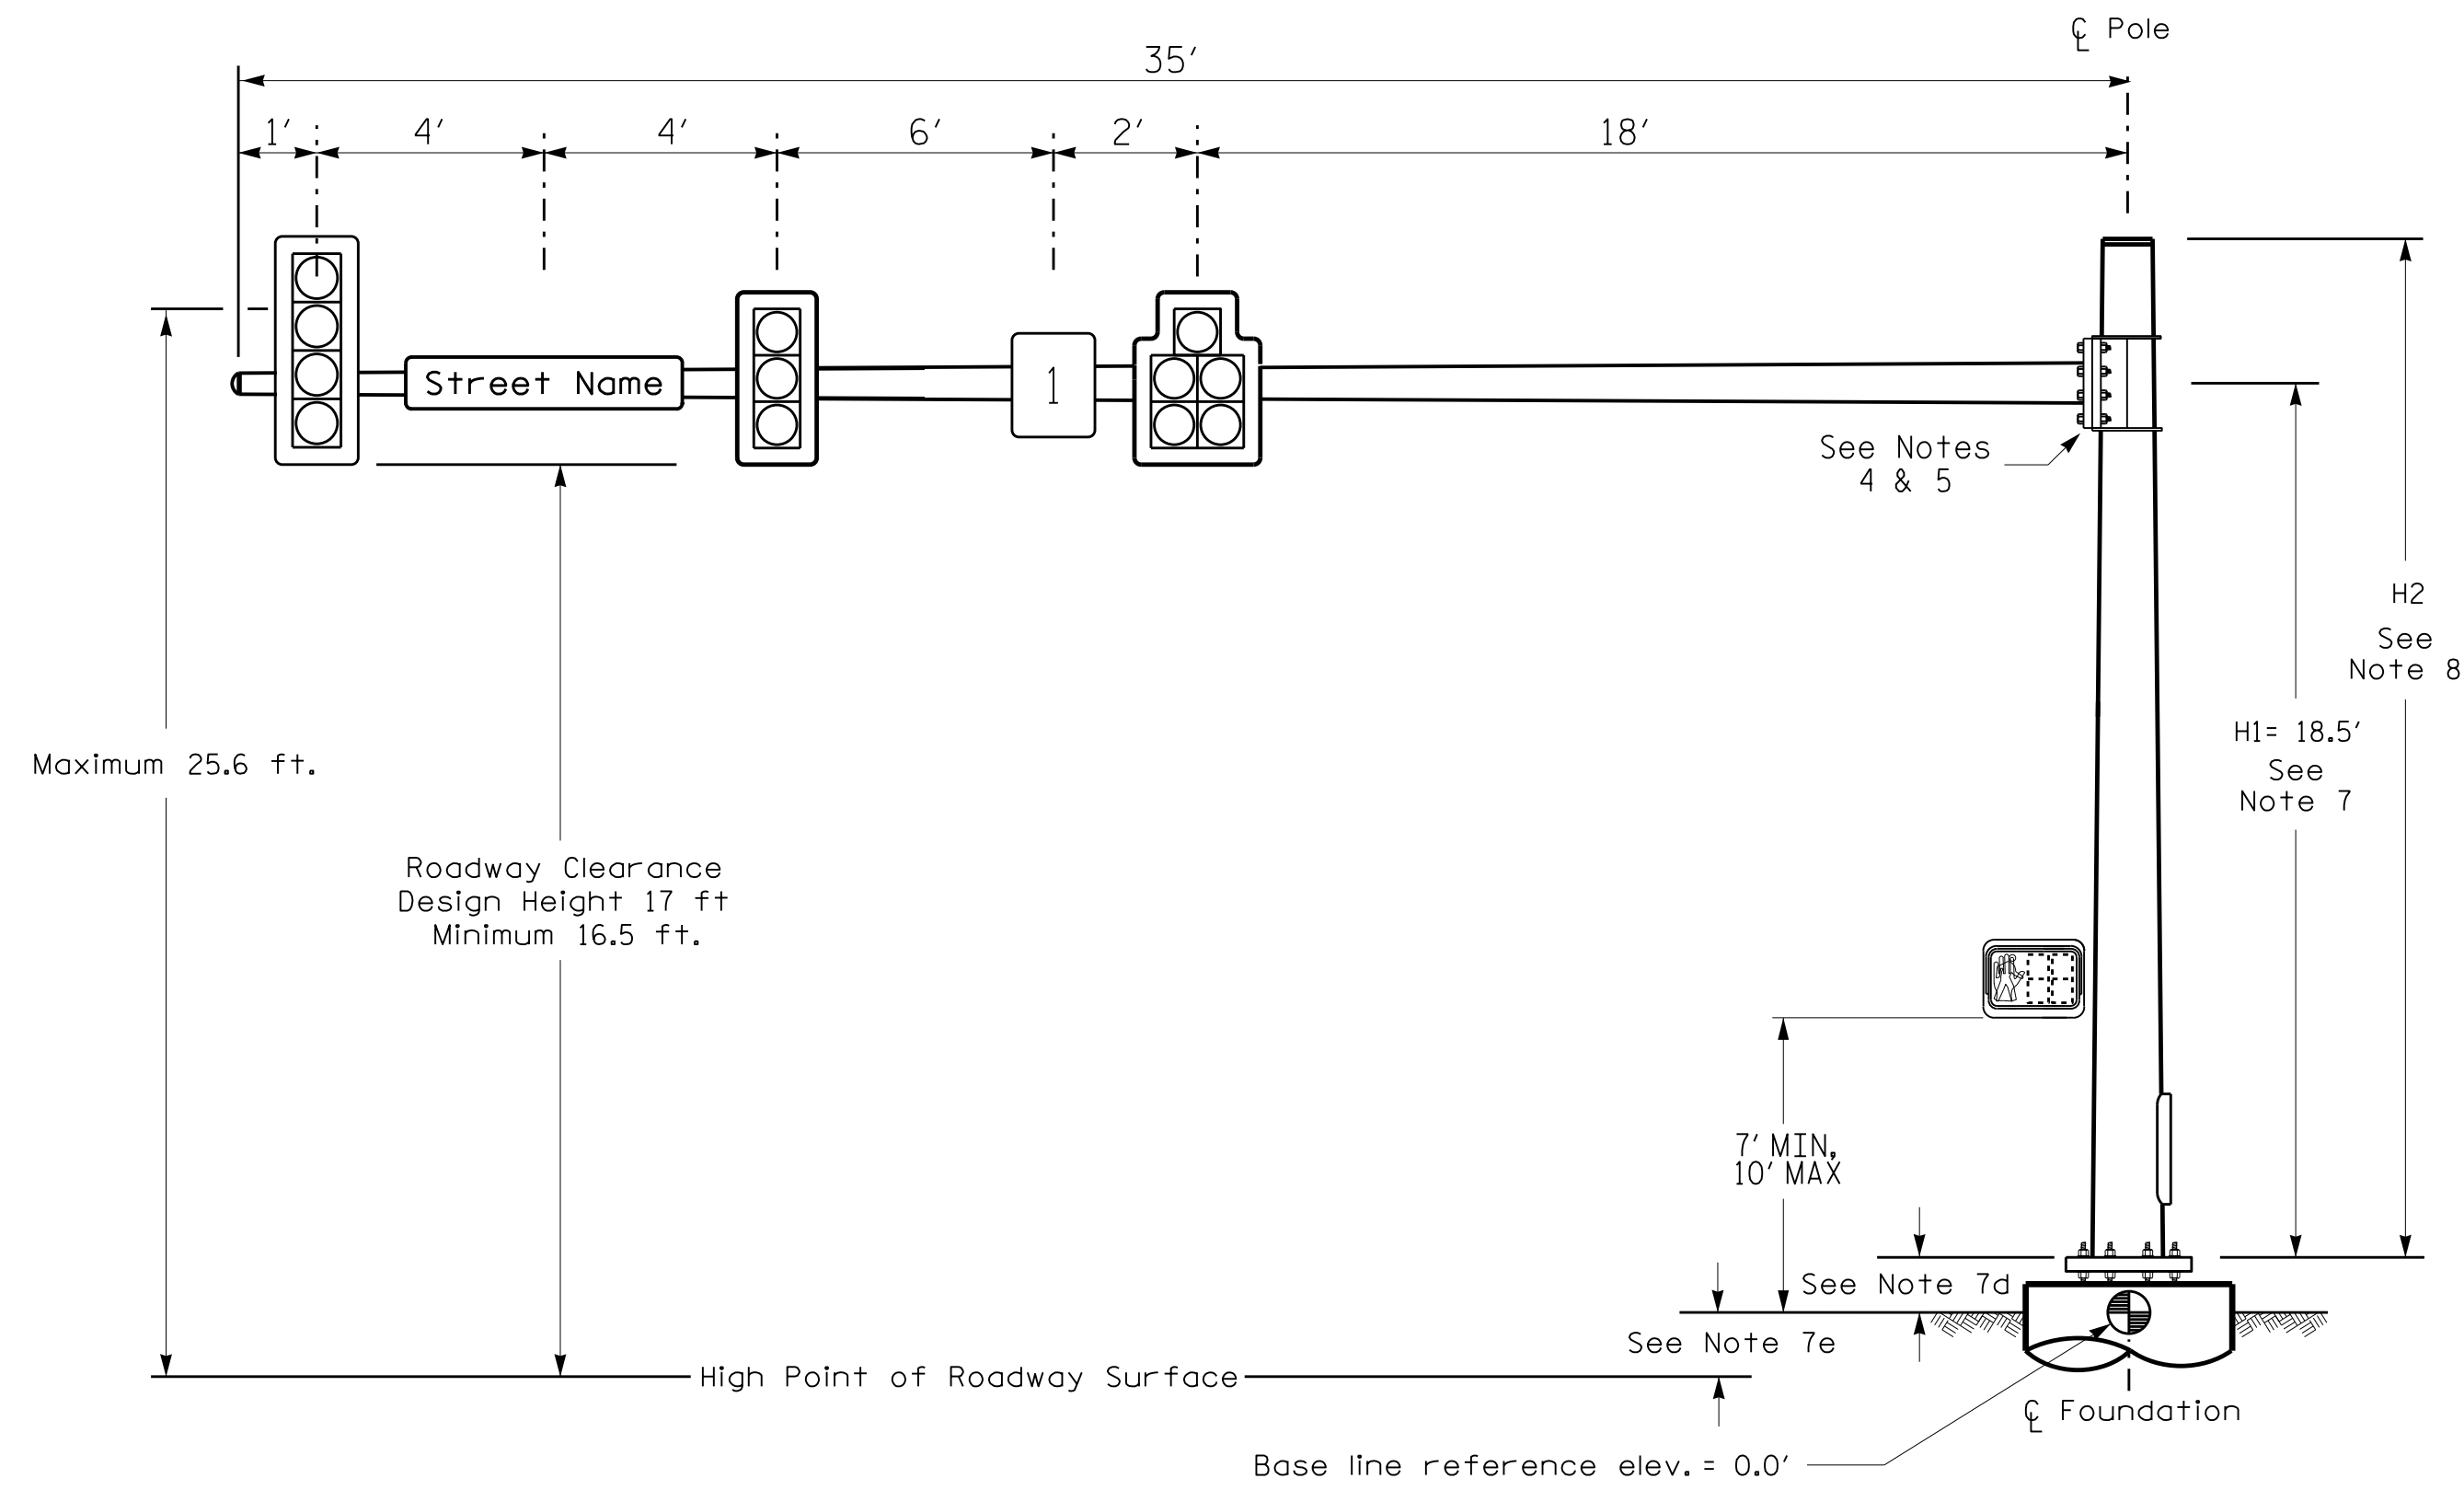 ℄ Pole
35'
1' 4' 4' 6' 2' 18'
Street Name
1
See Notes
4 & 5
H2
See
Note 8
H1= 18.5'
See
Note 7
Maximum 25.6 ft.
Roadway Clearance
Design Height 17 ft
Minimum 16.5 ft.
7' MIN,
10' MAX
See Note 7d
See Note 7e
High Point of Roadway Surface
℄ Foundation
Base line reference elev. = 0.0'